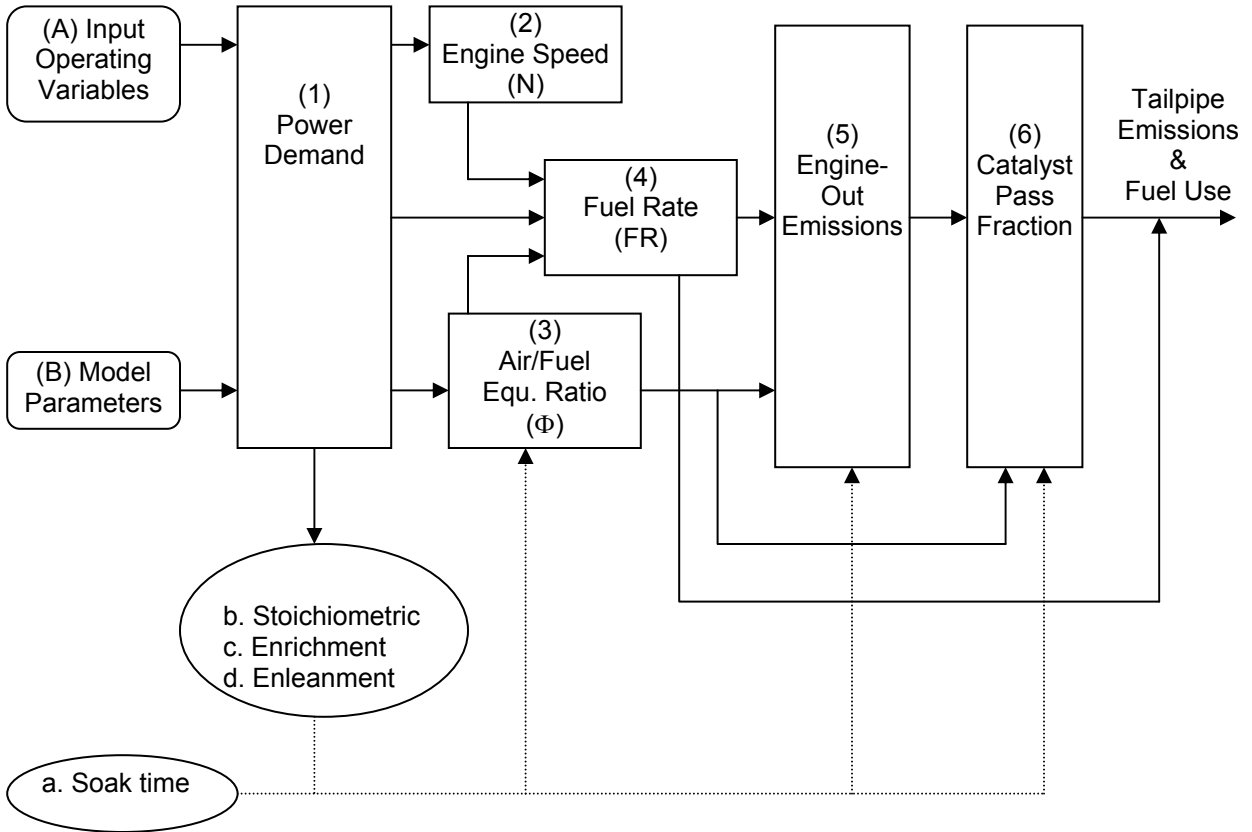 (A) Input
Operating
Variables
(1)
Power
Demand
(2)
Engine Speed
(N)
(4)
Fuel Rate
(FR)
(5)
Engine-
Out
Emissions
(6)
Catalyst
Pass
Fraction
Tailpipe
Emissions
&
Fuel Use
(B) Model
Parameters
(3)
Air/Fuel
Equ. Ratio
(Φ)
b. Stoichiometric
c. Enrichment
d. Enleanment
a. Soak time